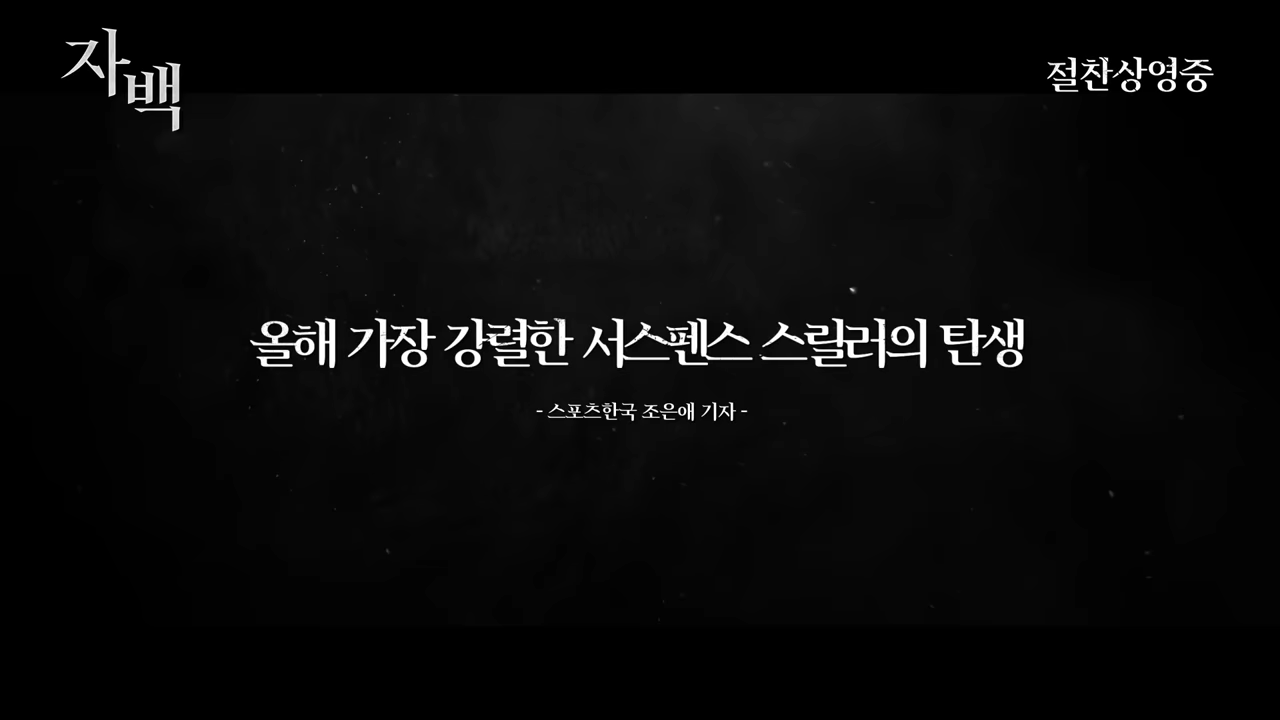 자백
절찬상영중
올해 가장 강렬한 서스펜스 스릴러의 탄생
- 스포츠한국 조은애 기자 -